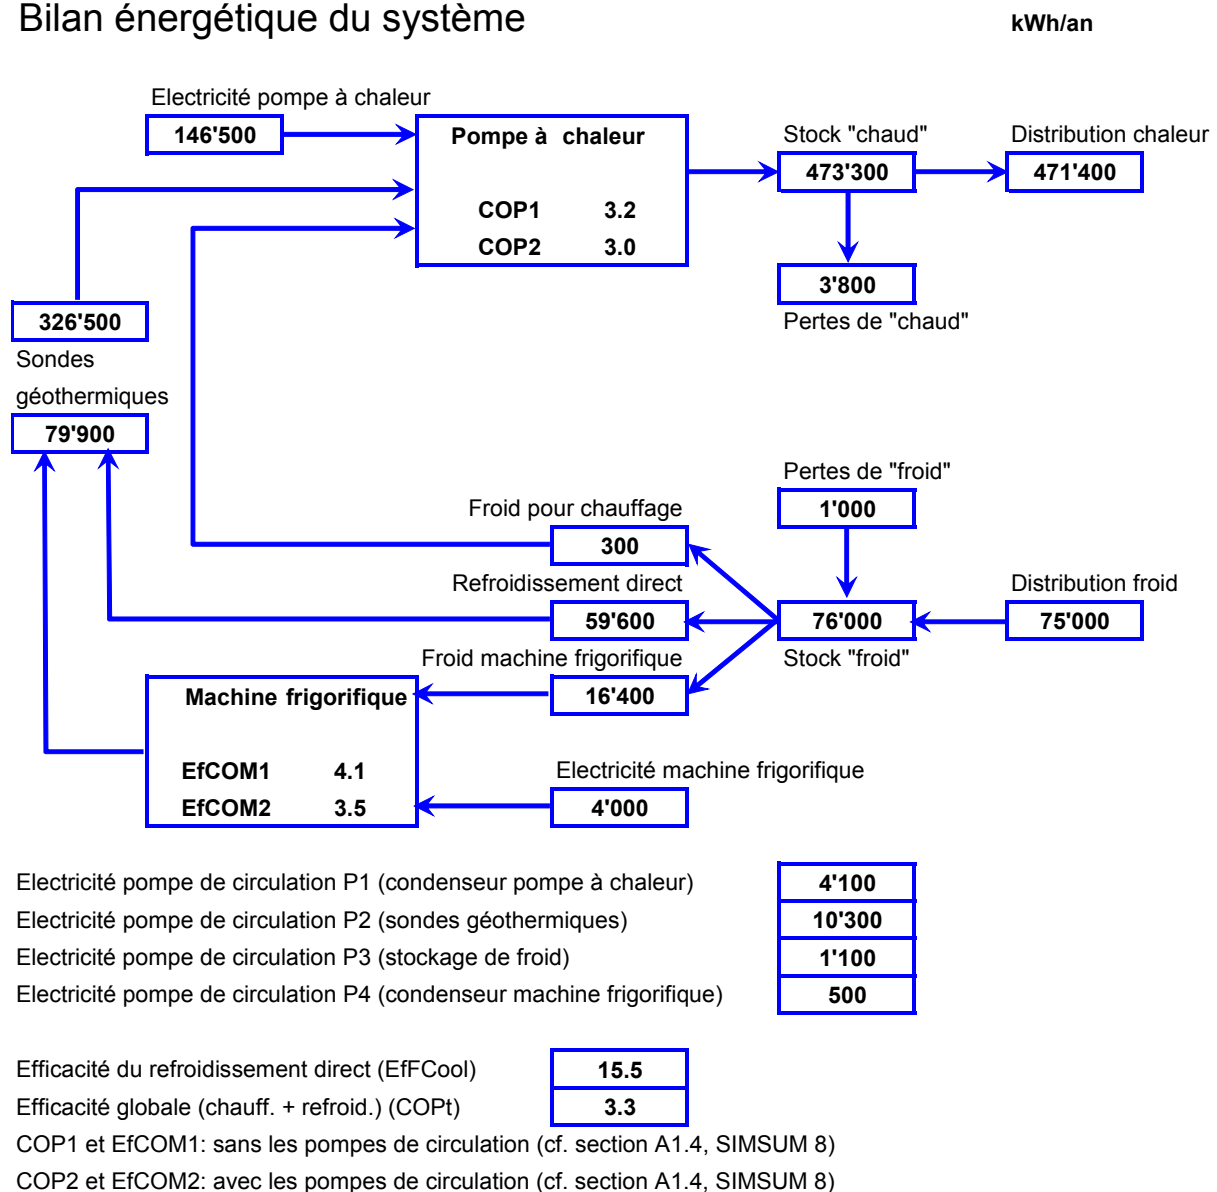 Bilan énergétique du système
kWh/an
Electricité pompe à chaleur
146'500
Pompe à chaleur
COP1 3.2
COP2 3.0
Stock "chaud"
473'300
Distribution chaleur
471'400
3'800
Pertes de "chaud"
326'500
Sondes
géothermiques
79'900
Pertes de "froid"
1'000
Froid pour chauffage
300
Refroidissement direct
59'600
76'000
Stock "froid"
Distribution froid
75'000
Froid machine frigorifique
16'400
Machine frigorifique
EfCOM1 4.1
EfCOM2 3.5
Electricité machine frigorifique
4'000
Electricité pompe de circulation P1 (condenseur pompe à chaleur) 4'100
Electricité pompe de circulation P2 (sondes géothermiques) 10'300
Electricité pompe de circulation P3 (stockage de froid) 1'100
Electricité pompe de circulation P4 (condenseur machine frigorifique) 500
Efficacité du refroidissement direct (EfFCool) 15.5
Efficacité globale (chauff. + refroid.) (COPt) 3.3
COP1 et EfCOM1: sans les pompes de circulation (cf. section A1.4, SIMSUM 8)
COP2 et EfCOM2: avec les pompes de circulation (cf. section A1.4, SIMSUM 8)